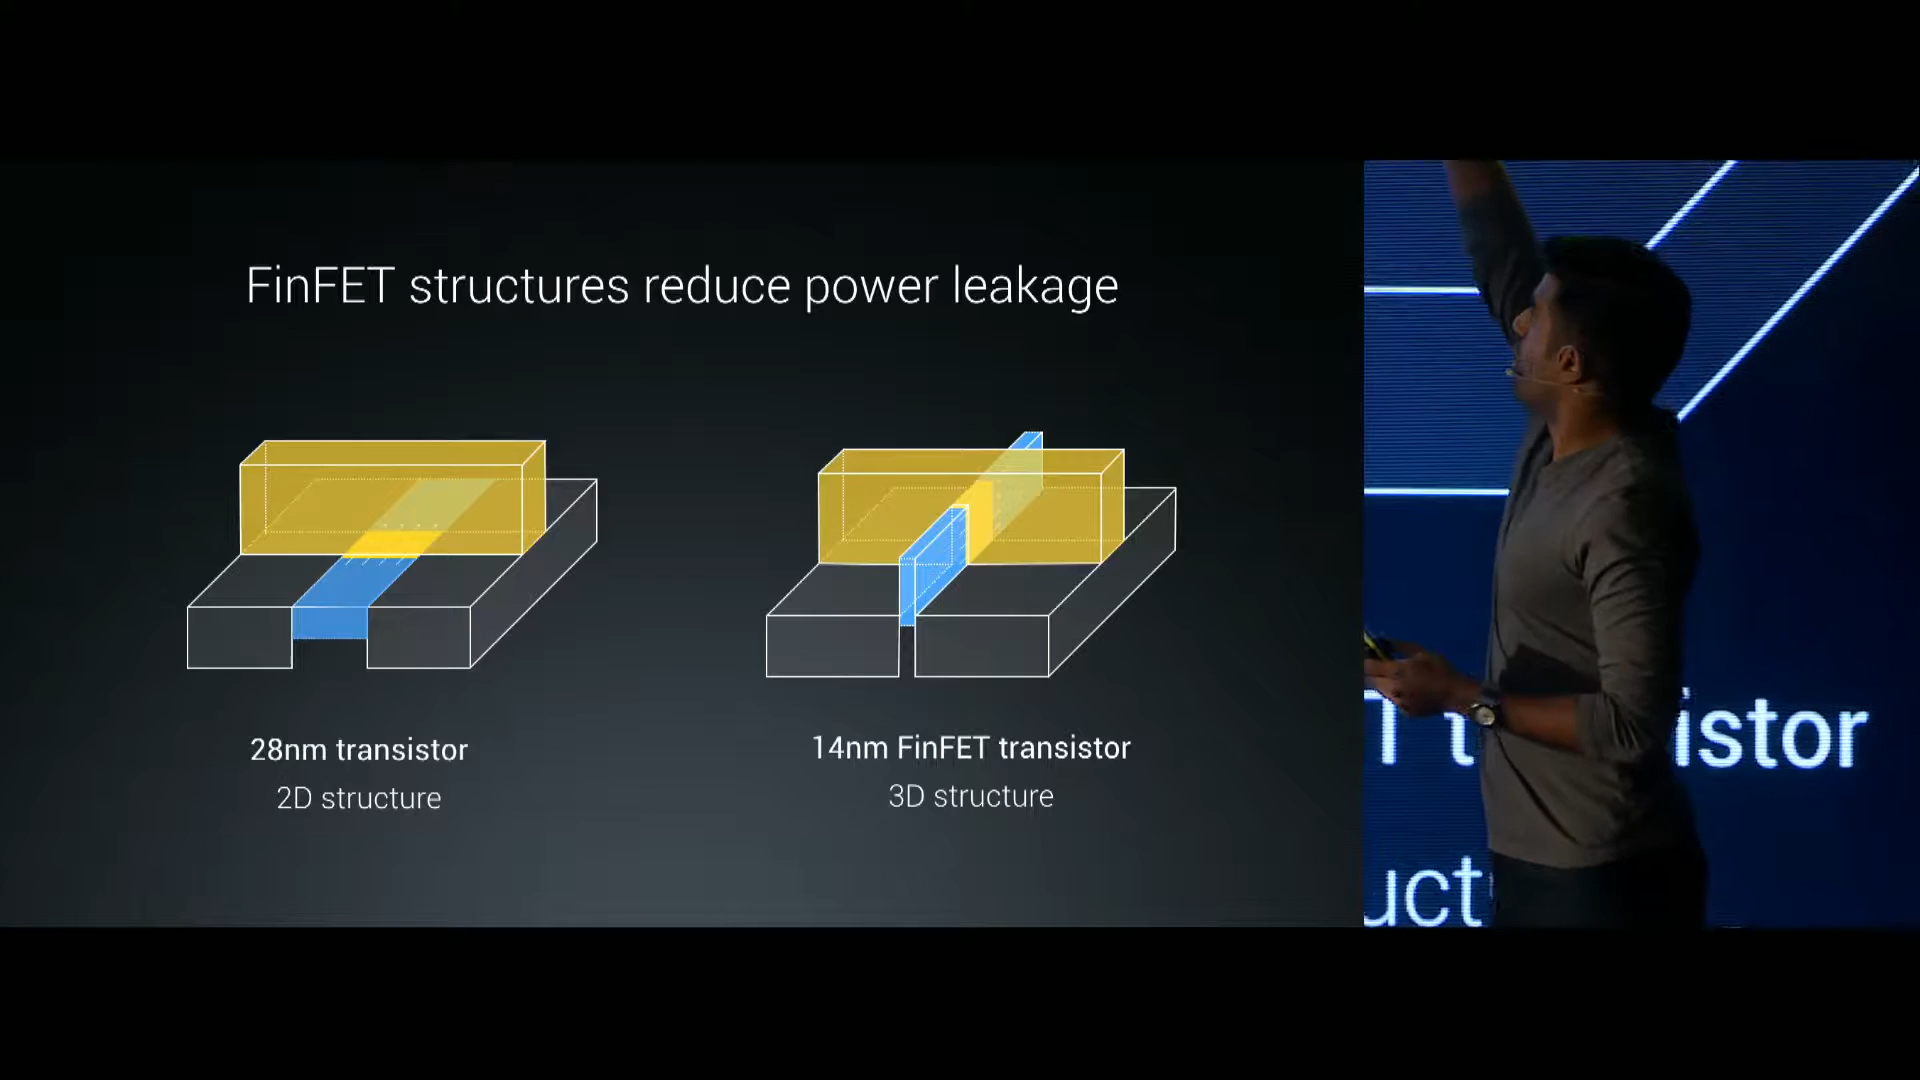 FinFET structures reduce power leakage
28nm transistor
2D structure
14nm FinFET transistor
3D structure
istor
uct